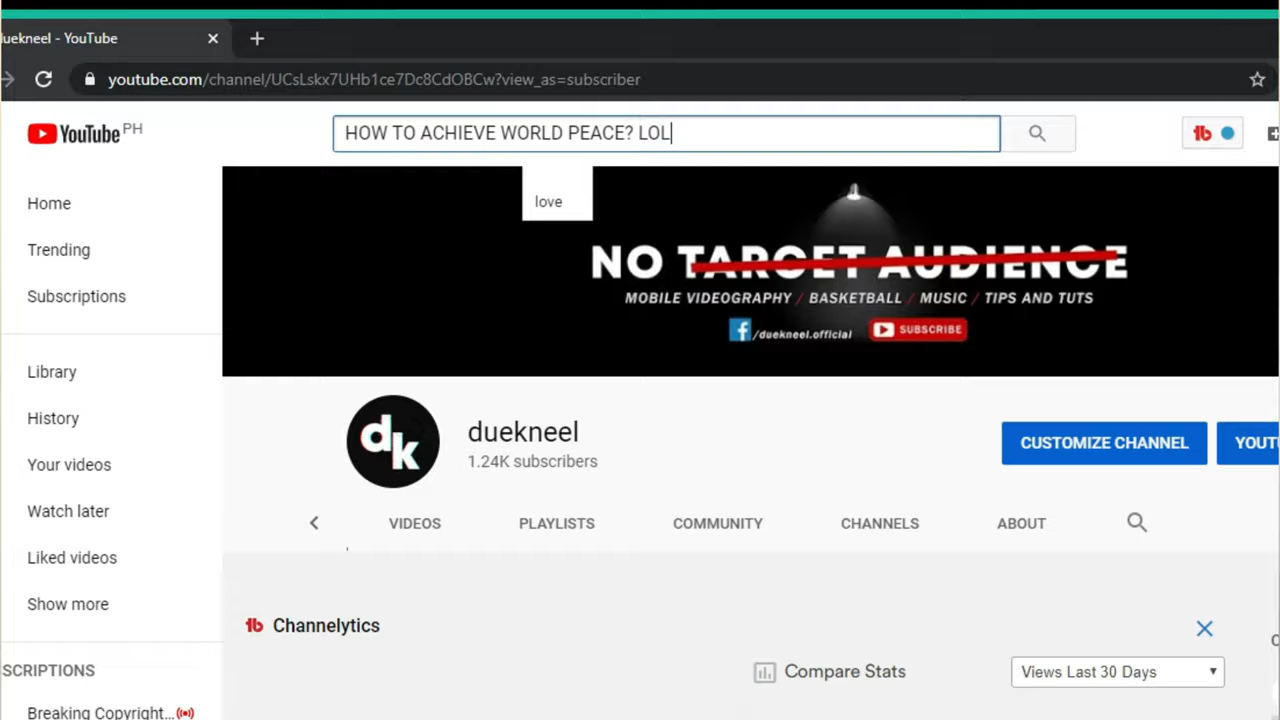 duekneel - YouTube
youtube.com/channel/UCsLskx7UHb1ce7Dc8CdOBCw?view_as=subscriber
YouTube PH
HOW TO ACHIEVE WORLD PEACE? LOL
love
Home
Trending
Subscriptions
Library
History
Your videos
Watch later
Liked videos
Show more
SCRIPTIONS
Breaking Copyright...
NO TARGET AUDIENCE
MOBILE VIDEOGRAPHY / BASKETBALL / MUSIC / TIPS AND TUTS
f /duekneel.official SUBSCRIBE
dk
duekneel
1.24K subscribers
CUSTOMIZE CHANNEL
YOUT
VIDEOS PLAYLISTS COMMUNITY CHANNELS ABOUT
tb Channelytics
Compare Stats Views Last 30 Days